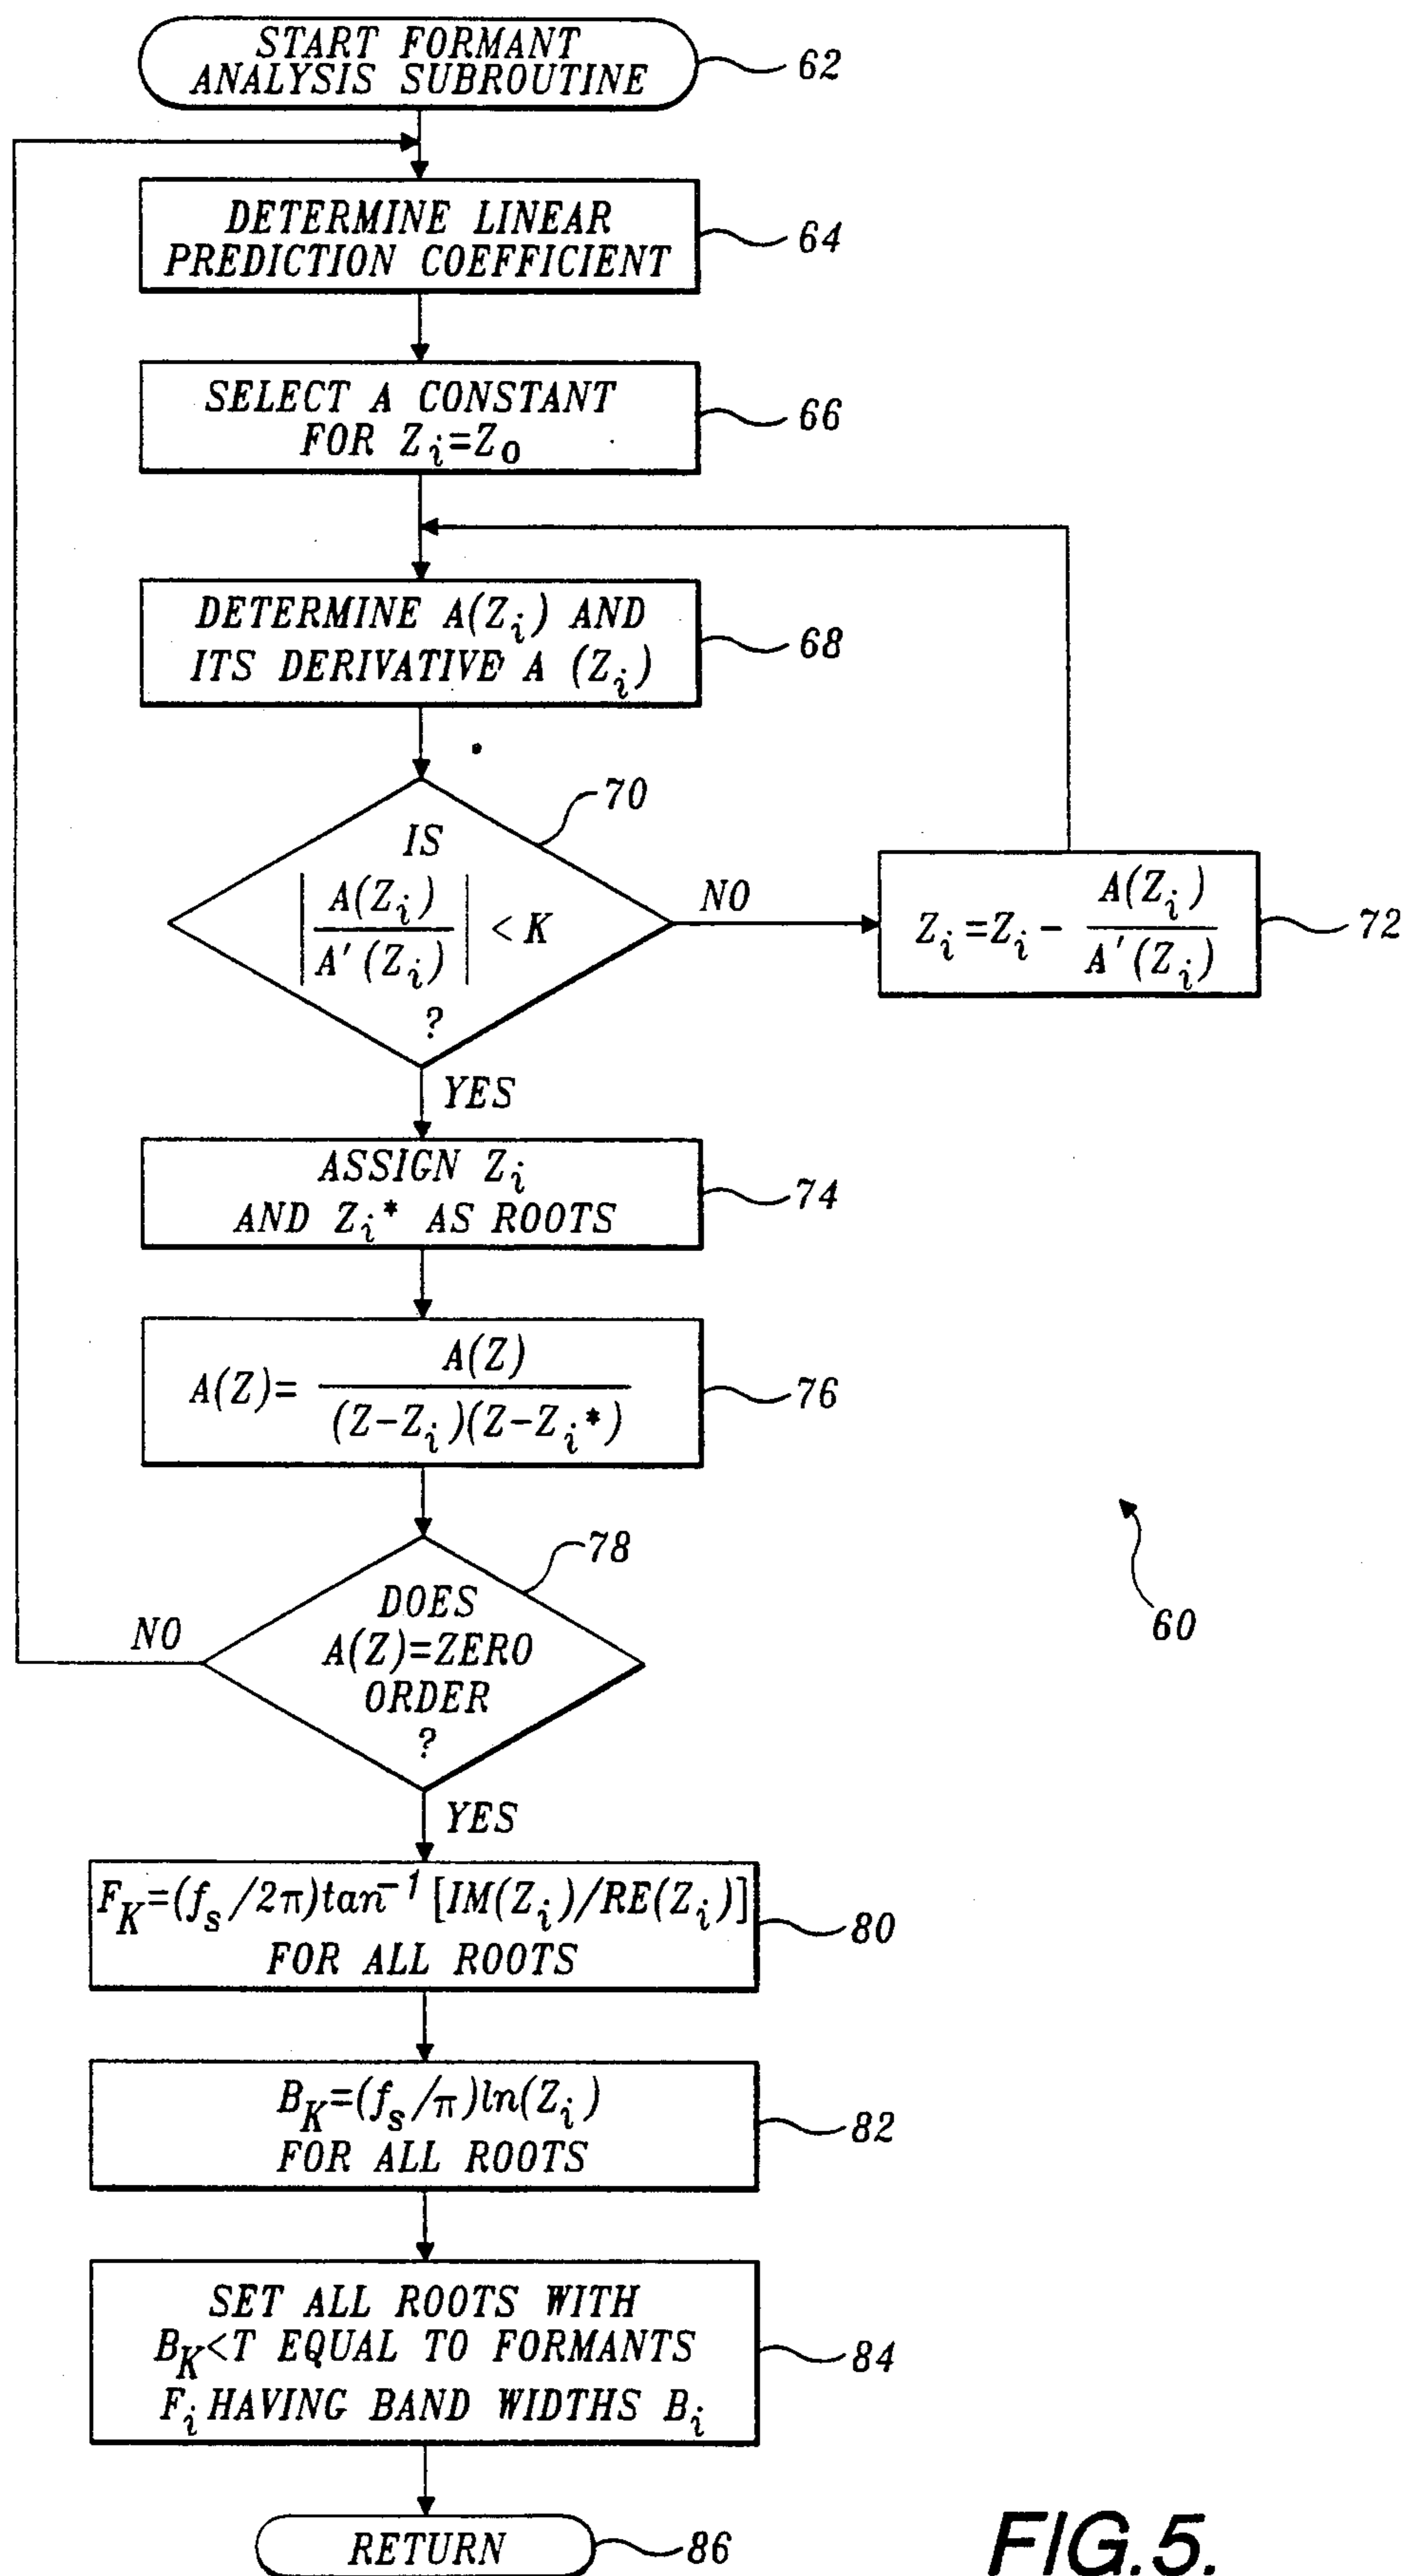 START FORMANT
ANALYSIS SUBROUTINE
62
DETERMINE LINEAR
PREDICTION COEFFICIENT
64
SELECT A CONSTANT
FOR Zi=Z0
66
DETERMINE A(Zi) AND
ITS DERIVATIVE' A (Zi)
68
70
IS
|A(Zi)/A'(Zi)| < K
?
NO
Zi=Zi- A(Zi)/A'(Zi)
72
YES
ASSIGN Zi
AND Zi* AS ROOTS
74
A(Z)= A(Z)/(Z-Zi)(Z-Zi*)
76
78
DOES
A(Z)=ZERO
ORDER
?
NO
60
YES
FK=(fs/2π)tan-1[IM(Zi)/RE(Zi)]
FOR ALL ROOTS
80
BK=(fs/π)ln(Zi)
FOR ALL ROOTS
82
SET ALL ROOTS WITH
BK<T EQUAL TO FORMANTS
Fi HAVING BAND WIDTHS Bi
84
RETURN
86
FIG.5.